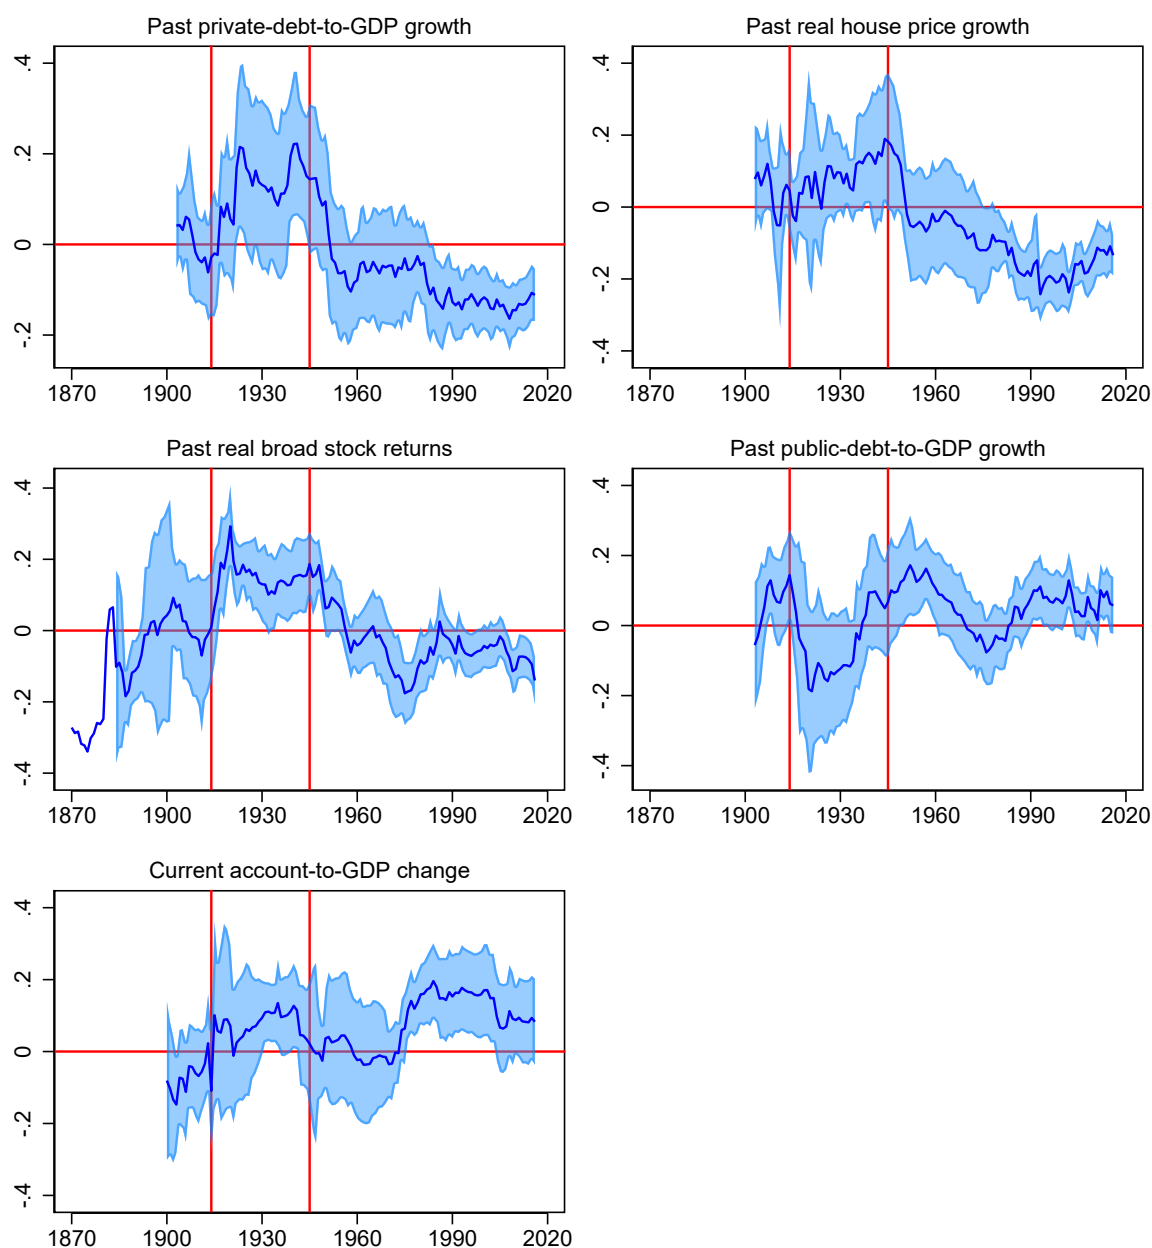 Past private-debt-to-GDP growth
.4
.2
0
-.2
1870 1900 1930 1960 1990 2020
Past real house price growth
.4
.2
0
-.2
-.4
1870 1900 1930 1960 1990 2020
Past real broad stock returns
.4
.2
0
-.2
-.4
1870 1900 1930 1960 1990 2020
Past public-debt-to-GDP growth
.4
.2
0
-.2
-.4
1870 1900 1930 1960 1990 2020
Current account-to-GDP change
.4
.2
0
-.2
-.4
1870 1900 1930 1960 1990 2020